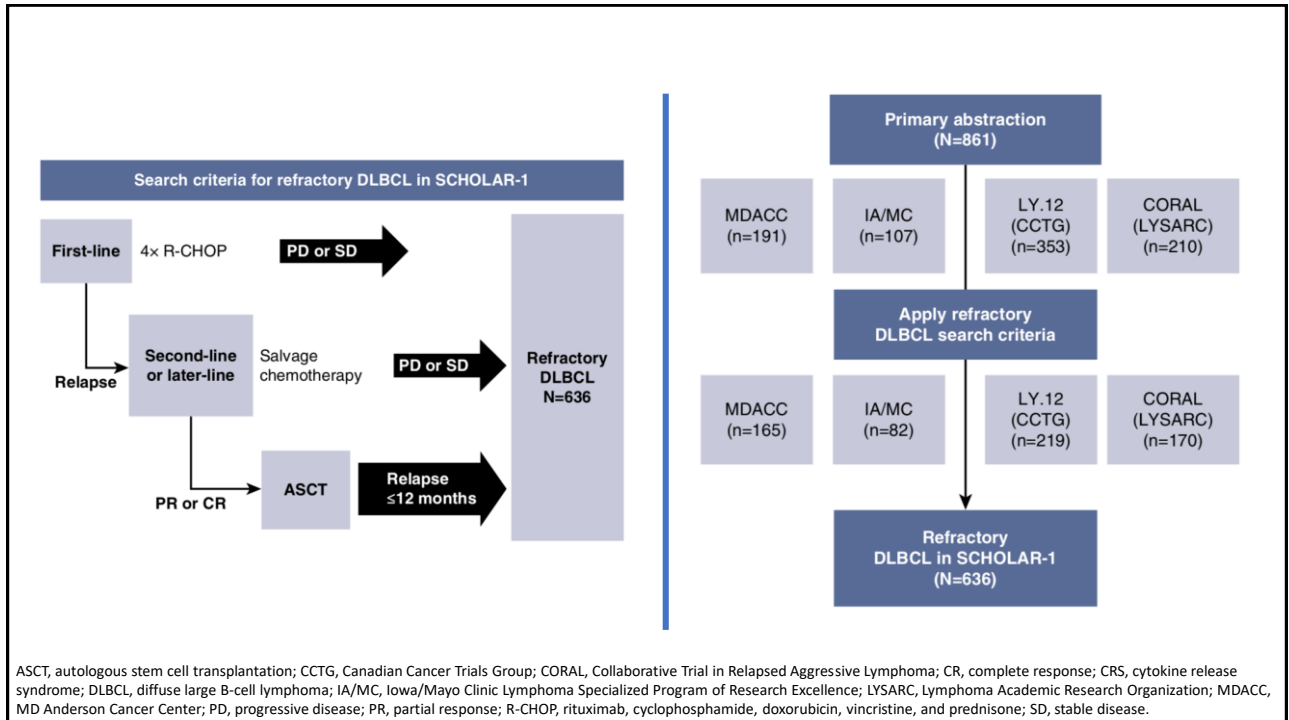 Search criteria for refractory DLBCL in SCHOLAR-1
First-line
4× R-CHOP
PD or SD
Relapse
Second-line
or later-line
Salvage
chemotherapy
PD or SD
Refractory
DLBCL
N=636
PR or CR
ASCT
Relapse
≤12 months
Primary abstraction
(N=861)
MDACC
(n=191)
IA/MC
(n=107)
LY.12
(CCTG)
(n=353)
CORAL
(LYSARC)
(n=210)
Apply refractory
DLBCL search criteria
MDACC
(n=165)
IA/MC
(n=82)
LY.12
(CCTG)
(n=219)
CORAL
(LYSARC)
(n=170)
Refractory
DLBCL in SCHOLAR-1
(N=636)
ASCT, autologous stem cell transplantation; CCTG, Canadian Cancer Trials Group; CORAL, Collaborative Trial in Relapsed Aggressive Lymphoma; CR, complete response; CRS, cytokine release
syndrome; DLBCL, diffuse large B-cell lymphoma; IA/MC, Iowa/Mayo Clinic Lymphoma Specialized Program of Research Excellence; LYSARC, Lymphoma Academic Research Organization; MDACC,
MD Anderson Cancer Center; PD, progressive disease; PR, partial response; R-CHOP, rituximab, cyclophosphamide, doxorubicin, vincristine, and prednisone; SD, stable disease.